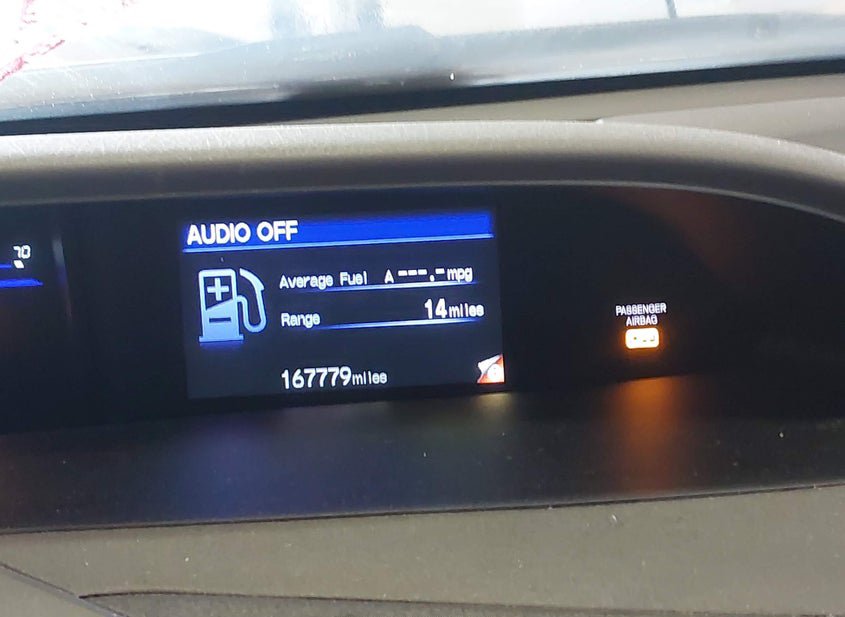 70
AUDIO OFF
Average Fuel A ---.- mpg
Range 14 miles
167779 miles
PASSENGER
AIRBAG